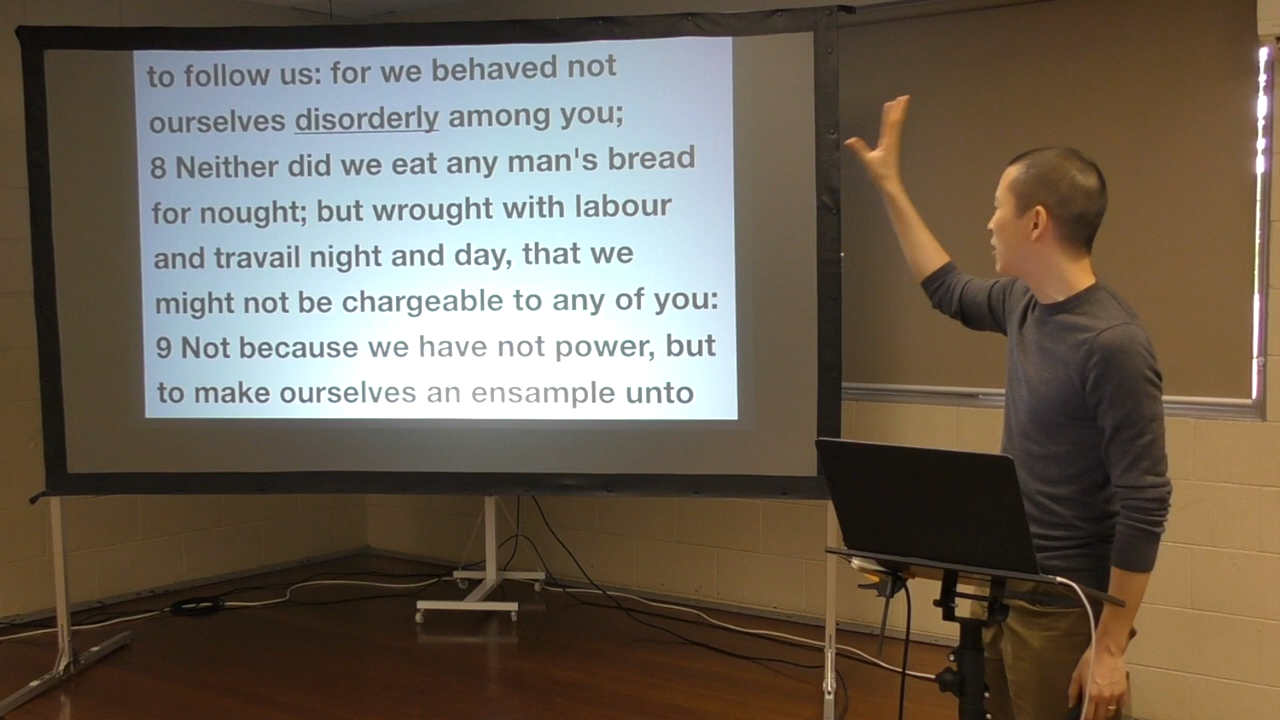 to follow us: for we behaved not
ourselves disorderly among you;
8 Neither did we eat any man's bread
for nought; but wrought with labour
and travail night and day, that we
might not be chargeable to any of you:
9 Not because we have not power, but
to make ourselves an ensample unto